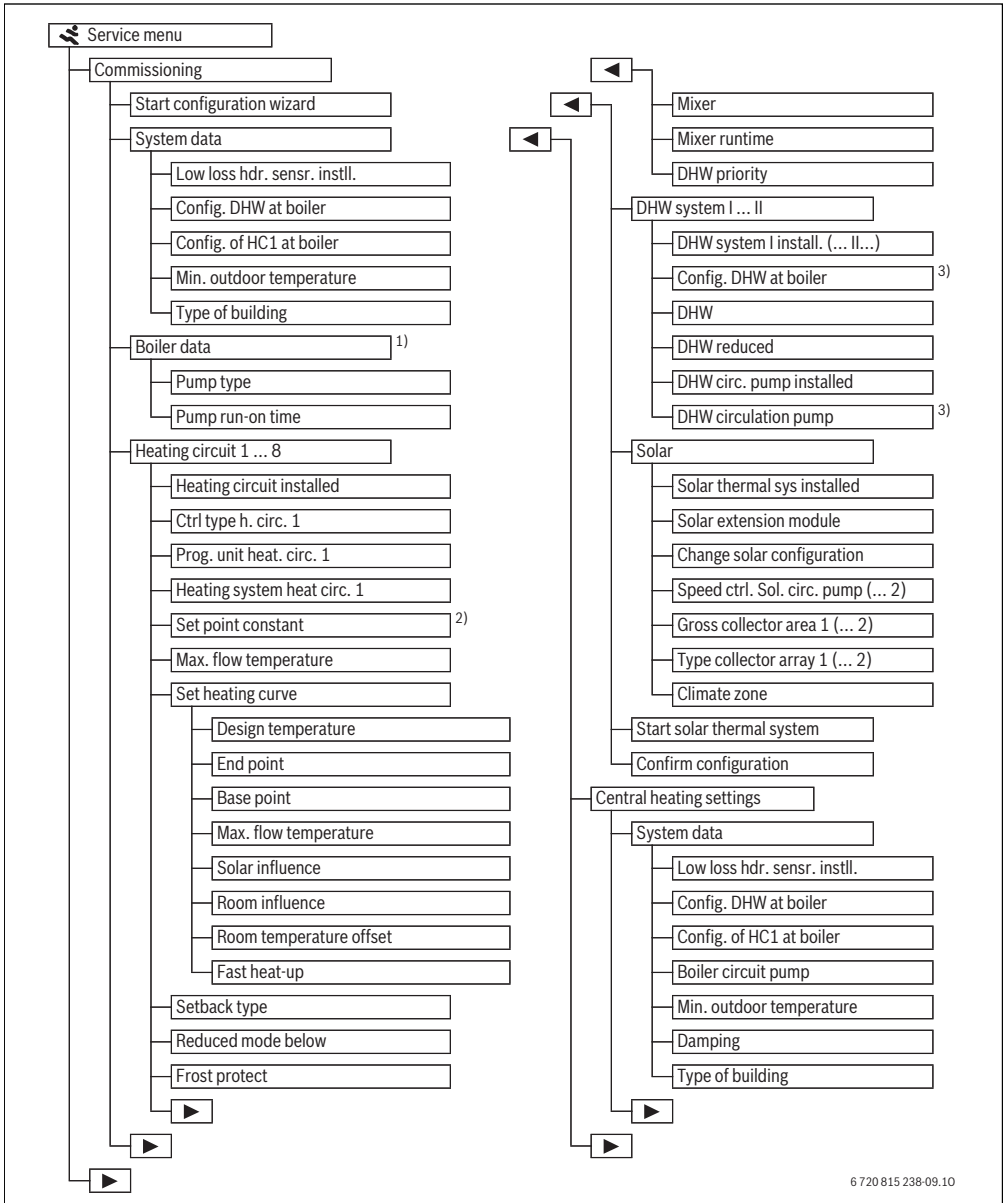 Service menu
Commissioning
Start configuration wizard
System data
Low loss hdr. sensr. instll.
Config. DHW at boiler
Config. of HC1 at boiler
Min. outdoor temperature
Type of building
Boiler data 1)
Pump type
Pump run-on time
Heating circuit 1 ... 8
Heating circuit installed
Ctrl type h. circ. 1
Prog. unit heat. circ. 1
Heating system heat circ. 1
Set point constant 2)
Max. flow temperature
Set heating curve
Design temperature
End point
Base point
Max. flow temperature
Solar influence
Room influence
Room temperature offset
Fast heat-up
Setback type
Reduced mode below
Frost protect
Mixer
Mixer runtime
DHW priority
DHW system I ... II
DHW system I install. (... II...)
Config. DHW at boiler 3)
DHW
DHW reduced
DHW circ. pump installed
DHW circulation pump 3)
Solar
Solar thermal sys installed
Solar extension module
Change solar configuration
Speed ctrl. Sol. circ. pump (... 2)
Gross collector area 1 (... 2)
Type collector array 1 (... 2)
Climate zone
Start solar thermal system
Confirm configuration
Central heating settings
System data
Low loss hdr. sensr. instll.
Config. DHW at boiler
Config. of HC1 at boiler
Boiler circuit pump
Min. outdoor temperature
Damping
Type of building
6 720 815 238-09.1O